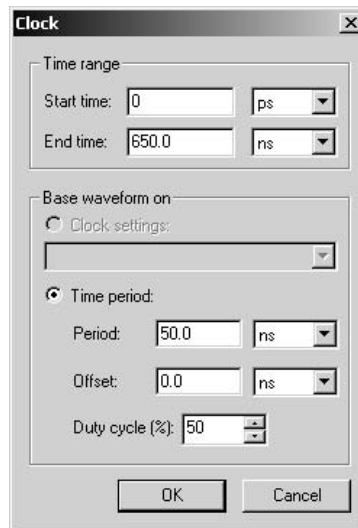 Clock
Time range
Start time: 0 ps
End time: 650.0 ns
Base waveform on
Clock settings:
Time period:
Period: 50.0 ns
Offset: 0.0 ns
Duty cycle (%): 50
OK Cancel